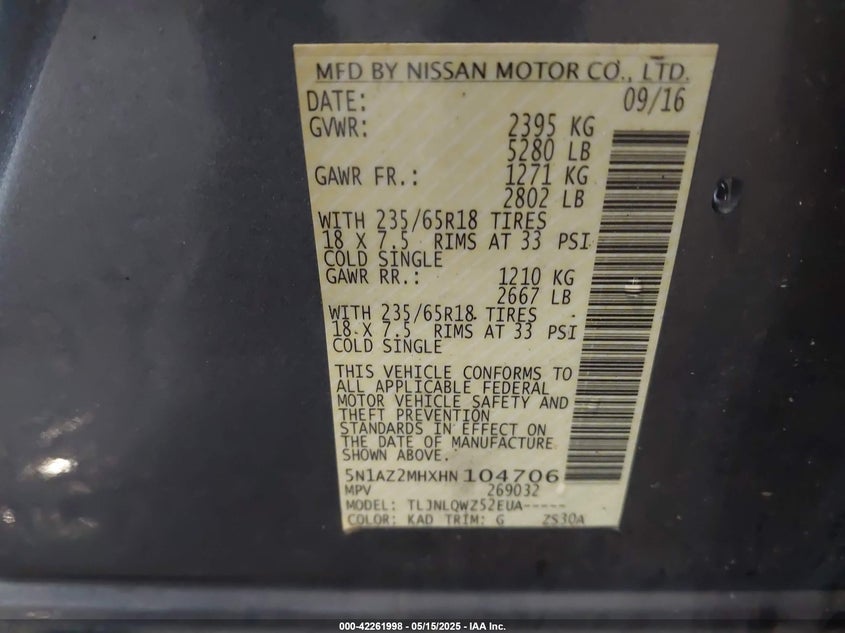 MFD BY NISSAN MOTOR CO., LTD.
DATE: 09/16
GVWR: 2395 KG
5280 LB
GAWR FR.: 1271 KG
2802 LB
WITH 235/65R18 TIRES
18 X 7.5 RIMS AT 33 PSI
COLD SINGLE
GAWR RR.: 1210 KG
2667 LB
WITH 235/65R18 TIRES
18 X 7.5 RIMS AT 33 PSI
COLD SINGLE
THIS VEHICLE CONFORMS TO
ALL APPLICABLE FEDERAL
MOTOR VEHICLE SAFETY AND
THEFT PREVENTION
STANDARDS IN EFFECT ON
THE DATE OF MANUFACTURE
SHOWN ABOVE.
5N1AZ2MHXHN104706
MPV 269032
MODEL: TLJNLQWZ52EUA-----
COLOR: KAD TRIM: G ZS30A
000-42261998 - 05/15/2025 - IAA Inc.